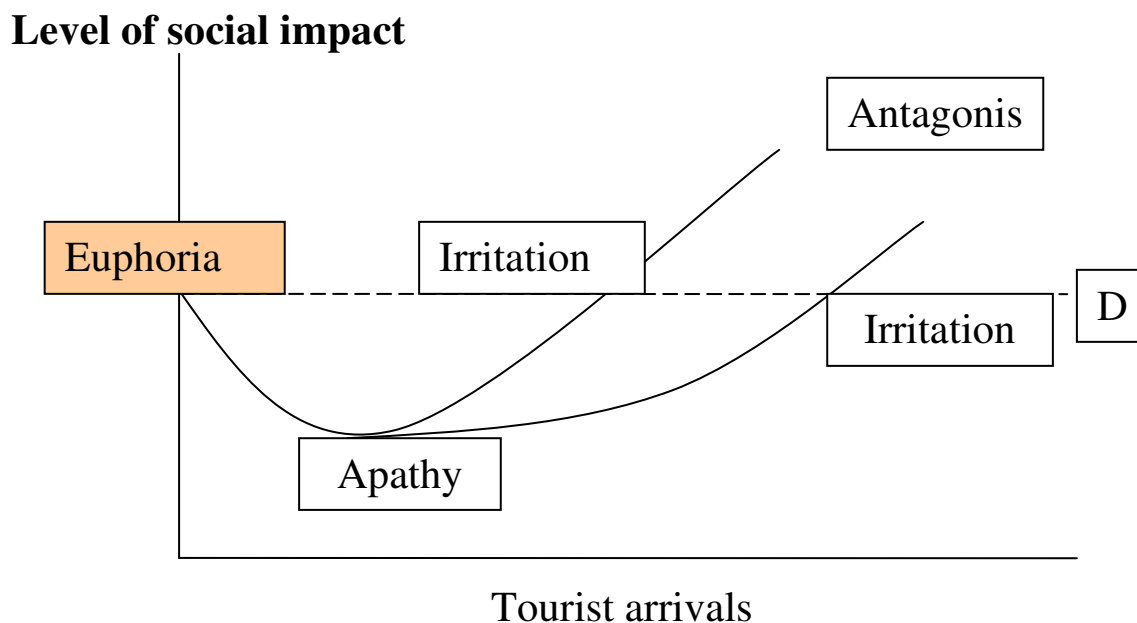 Level of social impact
Antagonis
Euphoria
Irritation
D
Irritation
Apathy
Tourist arrivals